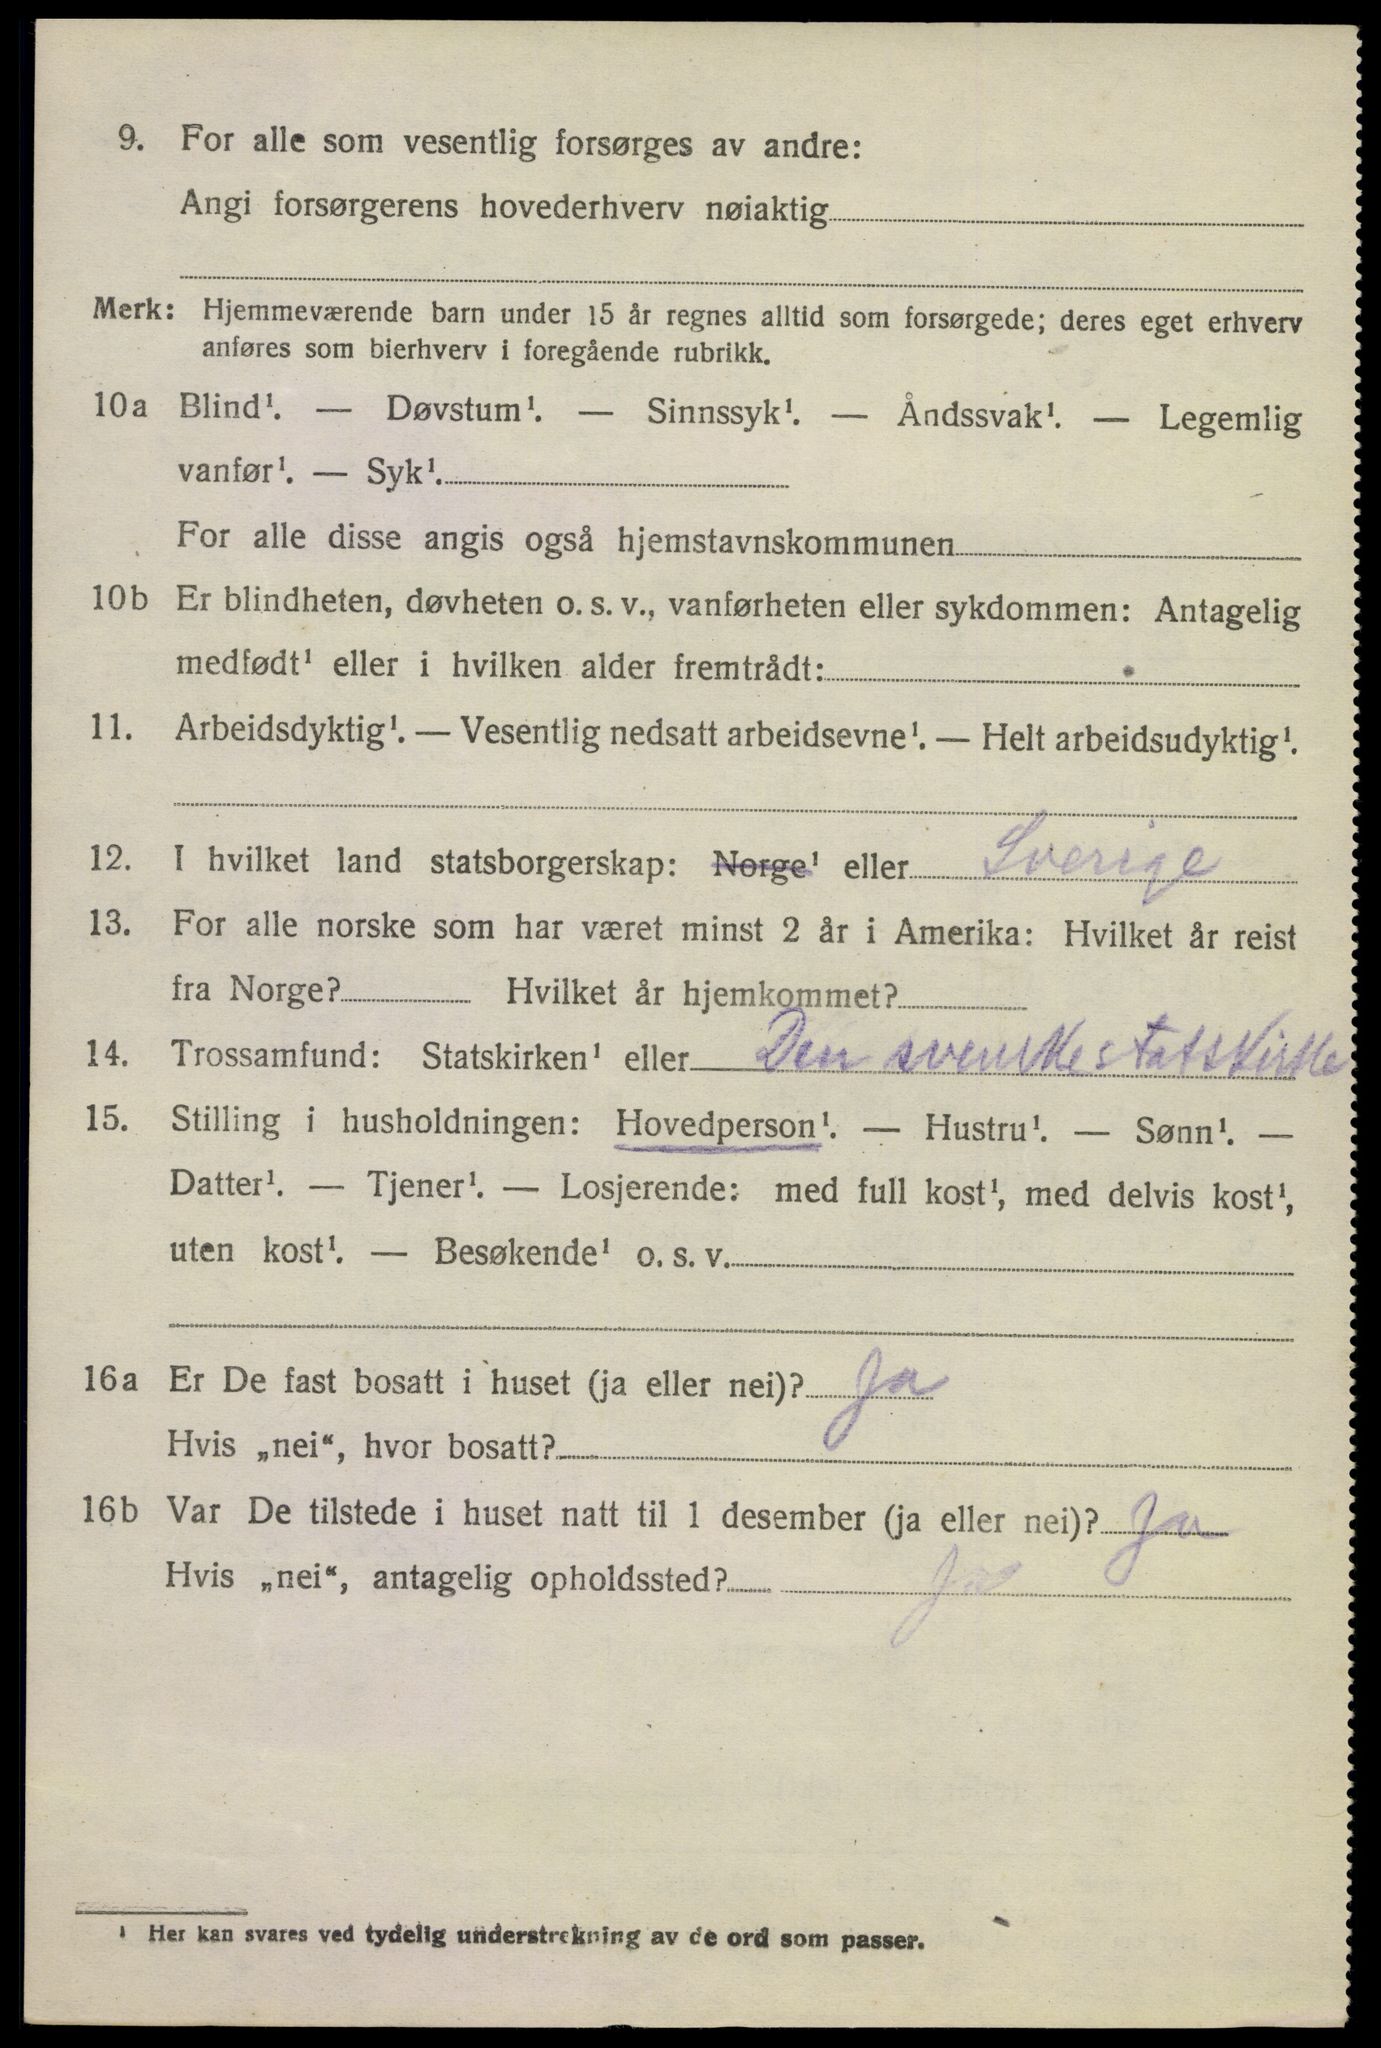 9. For alle som vesentlig forsørges av andre:
Angi forsørgerens hovederhverv nøiaktig
Merk: Hjemmeværende barn under 15 år regnes alltid som forsørgede; deres eget erhverv
anføres som bierhverv i foregående rubrikk.
10a Blind¹. — Døvstum¹. — Sinnssyk¹. — Åndssvak¹. — Legemlig
vanfør¹. — Syk¹.
For alle disse angis også hjemstavnskommunen
10b Er blindheten, døvheten o. s. v., vanførheten eller sykdommen: Antagelig
medfødt¹ eller i hvilken alder fremtrådt:
11. Arbeidsdyktig¹. — Vesentlig nedsatt arbeidsevne¹. — Helt arbeidsudyktig¹.
12. I hvilket land statsborgerskap: Norge¹ eller Sverige
13. For alle norske som har været minst 2 år i Amerika: Hvilket år reist
fra Norge? Hvilket år hjemkommet?
14. Trossamfund: Statskirken¹ eller Den svenske statskirke
15. Stilling i husholdningen: Hovedperson¹. — Hustru¹. — Sønn¹. —
Datter¹. — Tjener¹. — Losjerende: med full kost¹, med delvis kost¹,
uten kost¹. — Besøkende¹ o. s. v.
16a Er De fast bosatt i huset (ja eller nei)? Ja
Hvis „nei“, hvor bosatt?
16b Var De tilstede i huset natt til 1 desember (ja eller nei)? Ja
Hvis „nei“, antagelig opholdssted? Ja
¹ Her kan svares ved tydelig understrekning av de ord som passer.